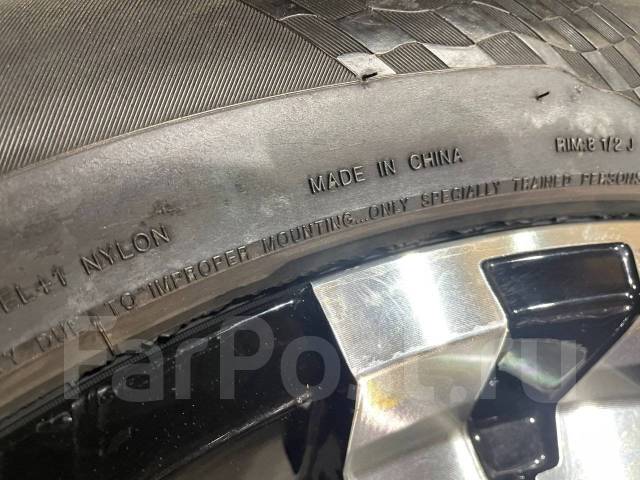 MADE IN CHINA
RIM:8 1/2 J
EL+1 NYLON
Y DUE TO IMPROPER MOUNTING...ONLY SPECIALLY TRAINED PERSONS
FarPost.ru